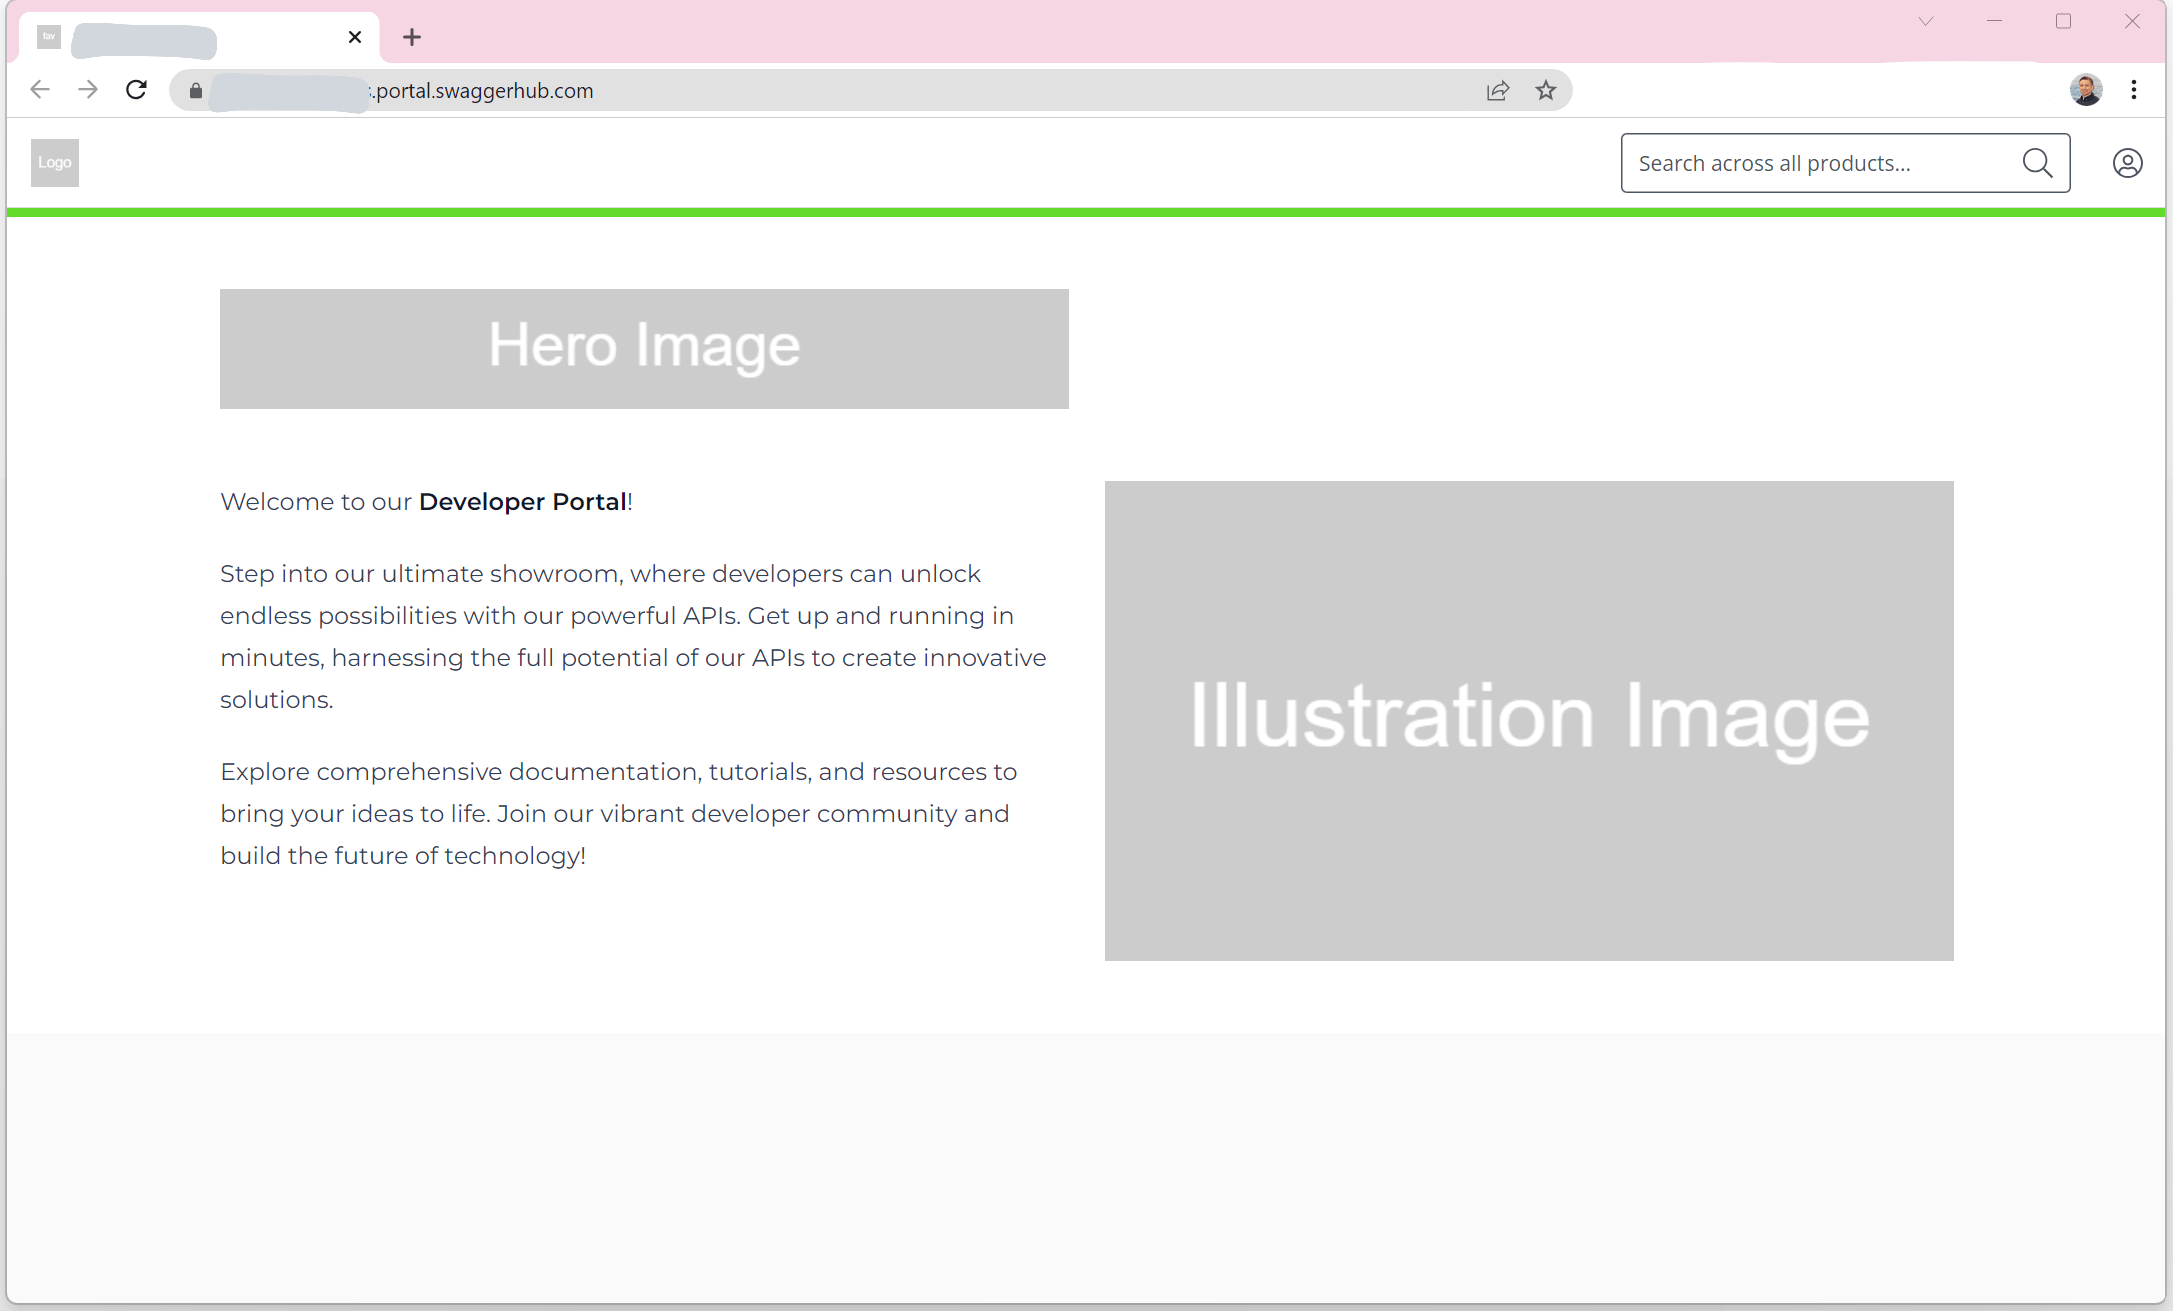 fav
.portal.swaggerhub.com
Logo
Search across all products...
Hero Image
Welcome to our Developer Portal!
Step into our ultimate showroom, where developers can unlock
endless possibilities with our powerful APIs. Get up and running in
minutes, harnessing the full potential of our APIs to create innovative
solutions.
Explore comprehensive documentation, tutorials, and resources to
bring your ideas to life. Join our vibrant developer community and
build the future of technology!
Illustration Image